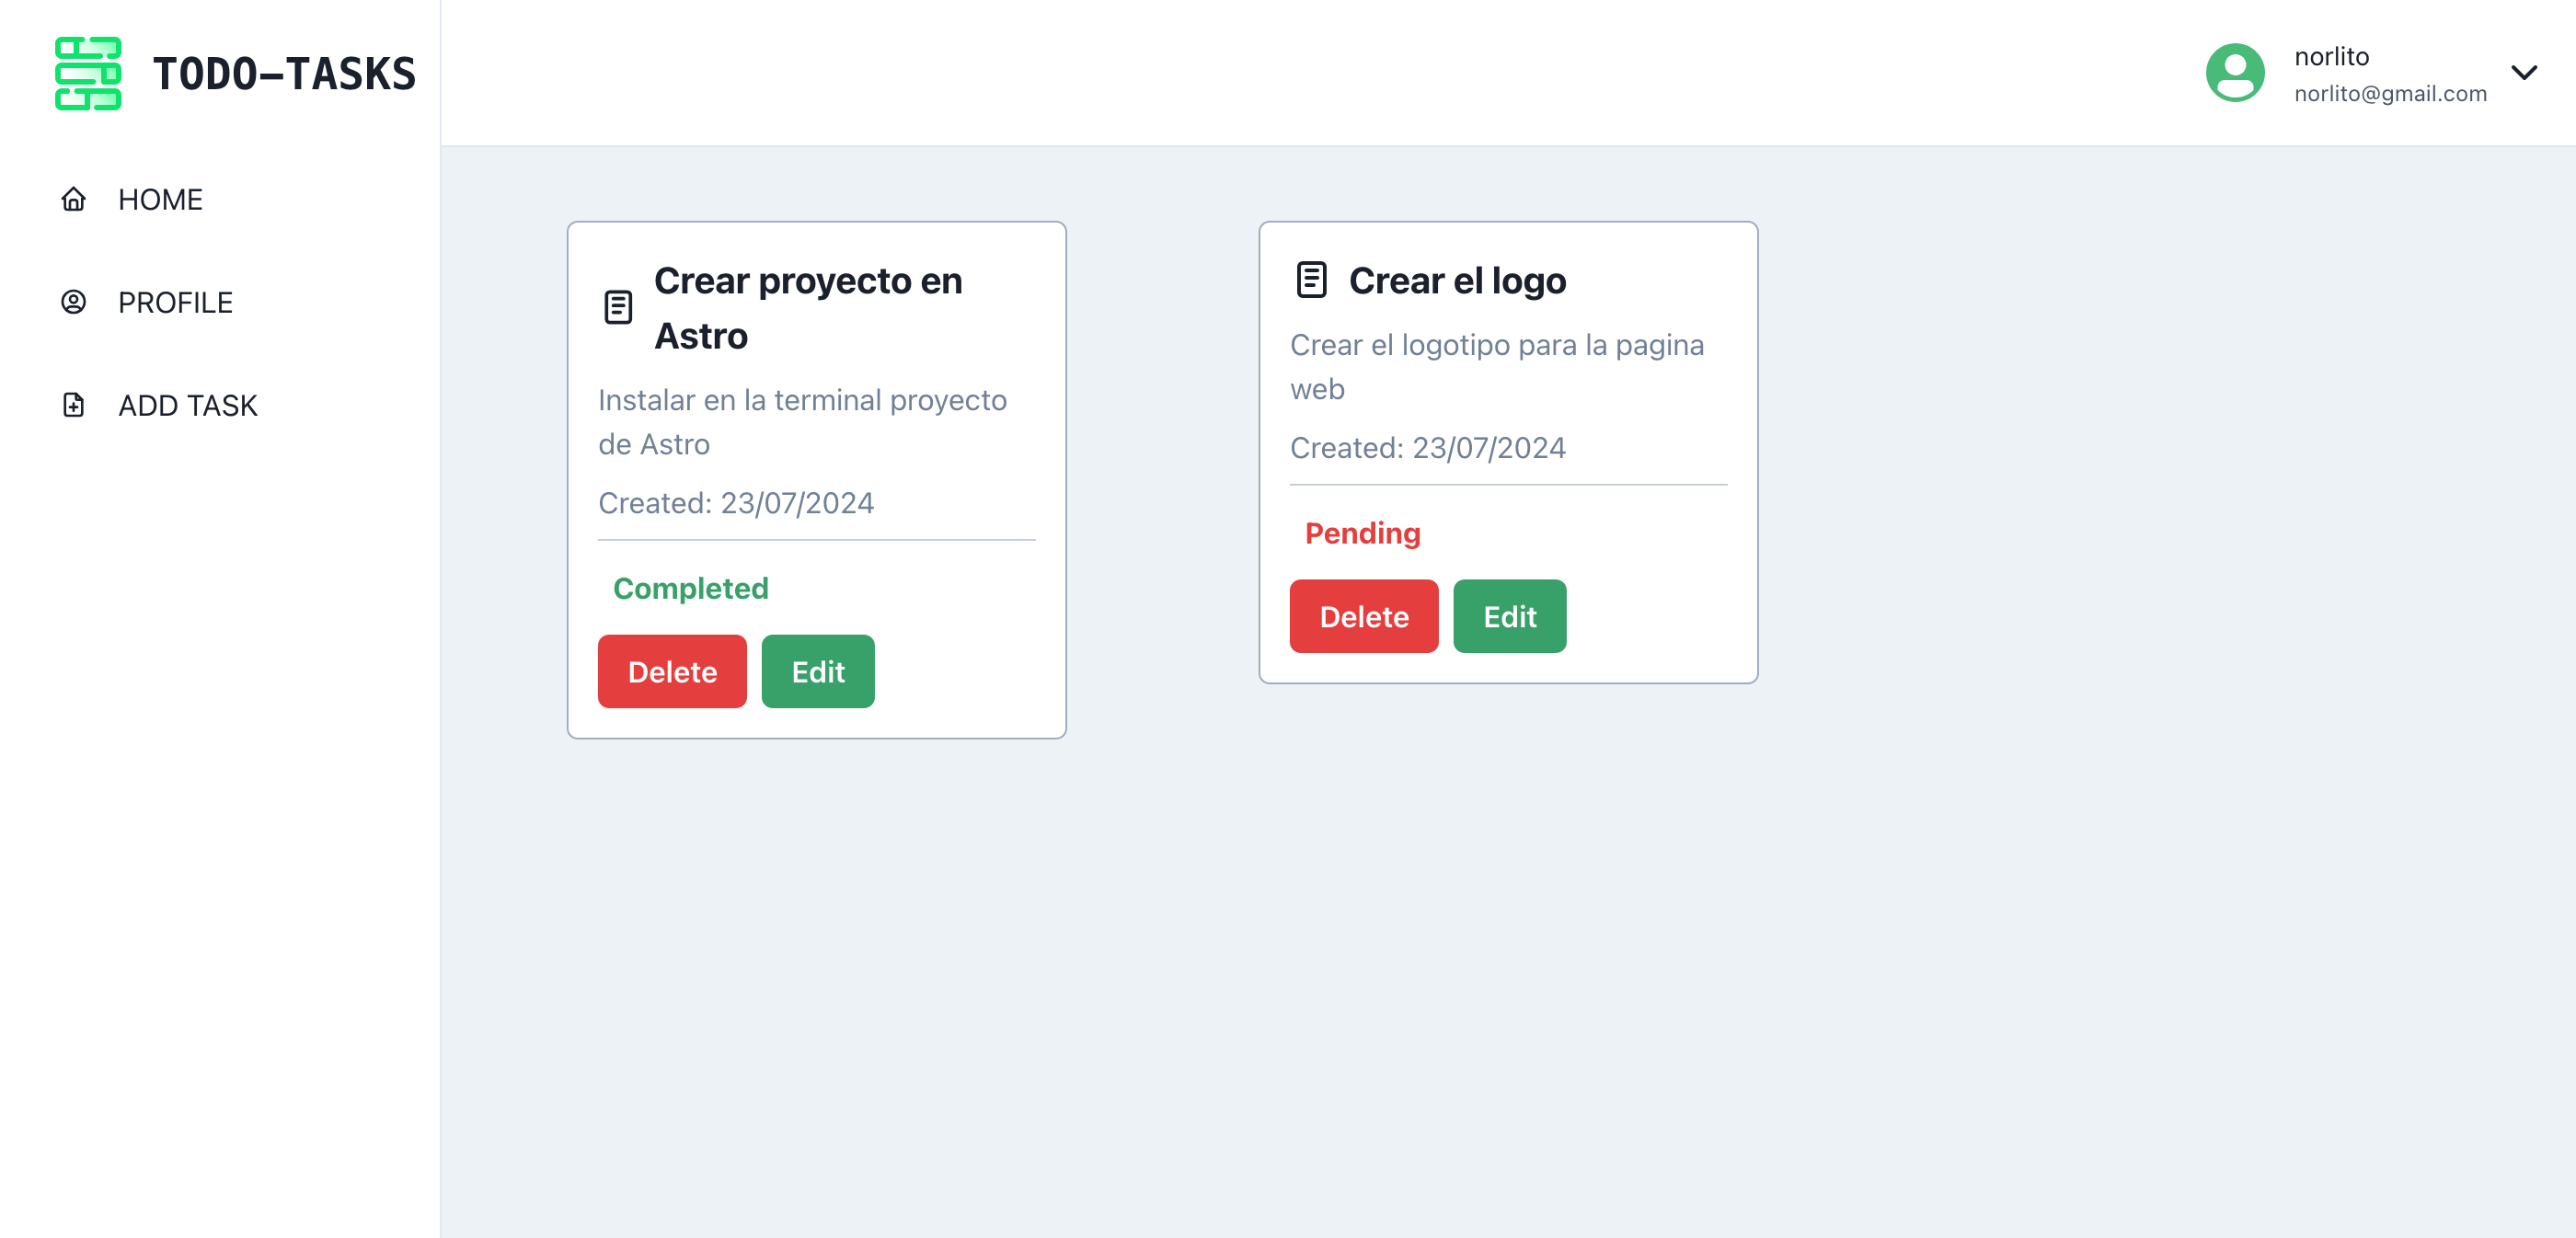 TODO-TASKS
norlito
norlito@gmail.com
HOME
PROFILE
ADD TASK
Crear proyecto en
Astro
Instalar en la terminal proyecto
de Astro
Created: 23/07/2024
Completed
Delete
Edit
Crear el logo
Crear el logotipo para la pagina
web
Created: 23/07/2024
Pending
Delete
Edit